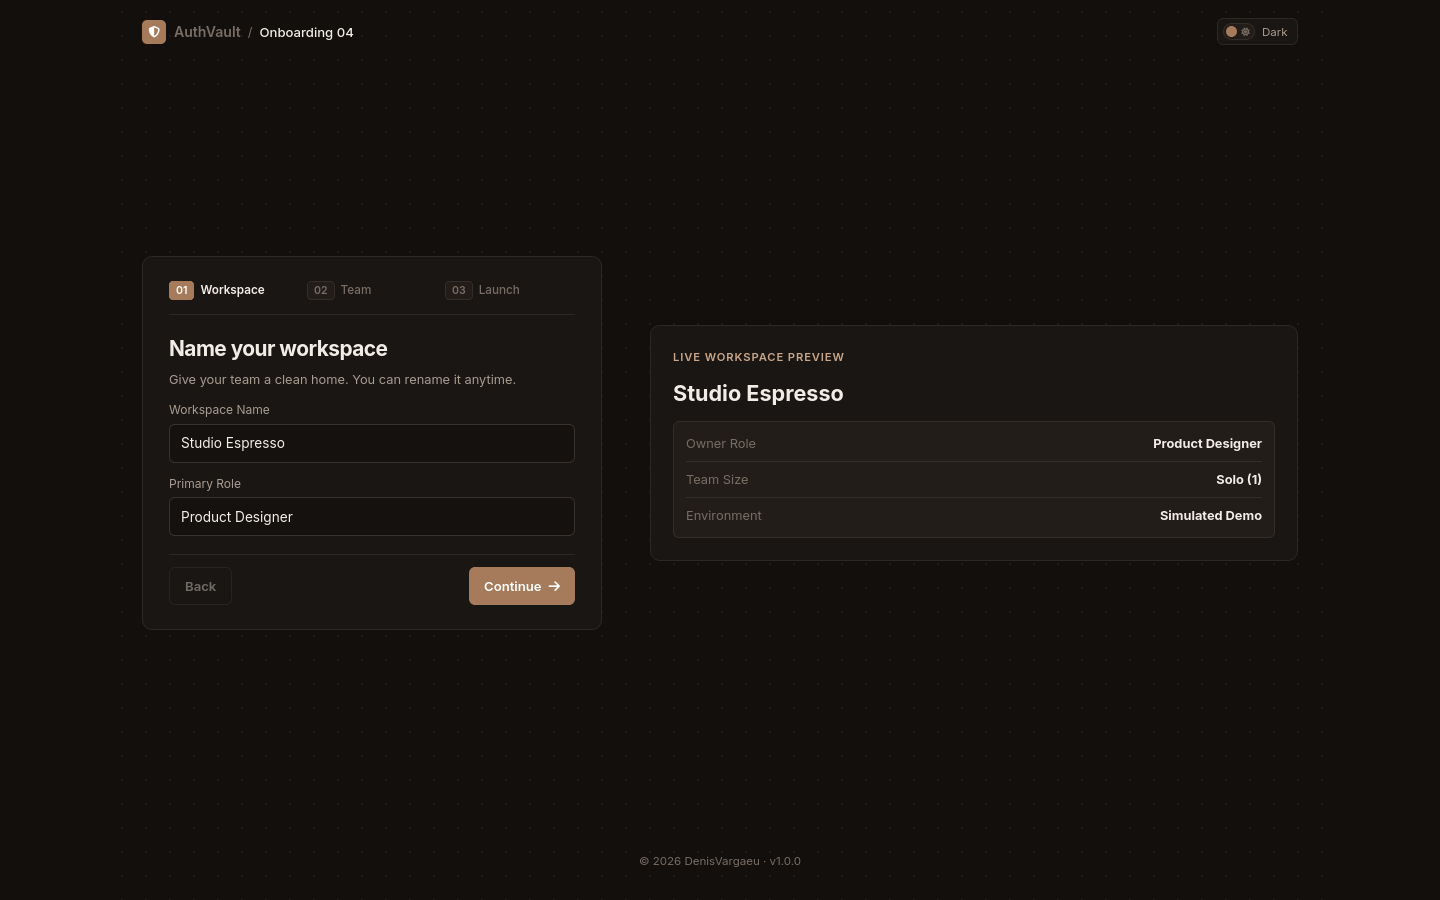 AuthVault / Onboarding 04
Dark
01 Workspace 02 Team 03 Launch
Name your workspace
Give your team a clean home. You can rename it anytime.
Workspace Name
Studio Espresso
Primary Role
Product Designer
Back Continue →
LIVE WORKSPACE PREVIEW
Studio Espresso
Owner Role Product Designer
Team Size Solo (1)
Environment Simulated Demo
© 2026 DenisVargaeu · v1.0.0